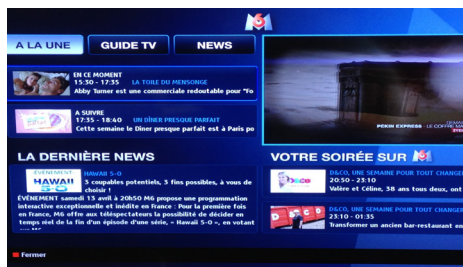 M6
A LA UNE
GUIDE TV
NEWS
EN CE MOMENT
15:30 - 17:35 LA TOILE DU MENSONGE
Abby Turner est une commerciale redoutable pour "Fo
A SUIVRE
17:35 - 18:40 UN DÎNER PRESQUE PARFAIT
Cette semaine le Dîner presque parfait est à Paris po
PÉKIN EXPRESS - LE COFFRE
LA DERNIÈRE NEWS
ÉVÉNEMENT
HAWAII
5-0
HAWAII 5-0
3 coupables potentiels, 3 fins possibles, à vous de
choisir !
ÉVÉNEMENT samedi 13 avril à 20h50 M6 propose une programmation
interactive exceptionnelle et inédite en France : Pour la première fois
en France, M6 offre aux téléspectateurs la possibilité de décider en
temps réel de la fin d'un épisode d'une série, « Hawaii 5-0 », en votant
VOTRE SOIRÉE SUR M6
D&CO, UNE SEMAINE POUR TOUT CHANGER
20:50 - 23:10
Valère et Céline, 38 ans tous deux, ont
D&CO, UNE SEMAINE POUR TOUT CHANGER
23:10 - 01:35
Transformer un ancien bar-restaurant en
Fermer